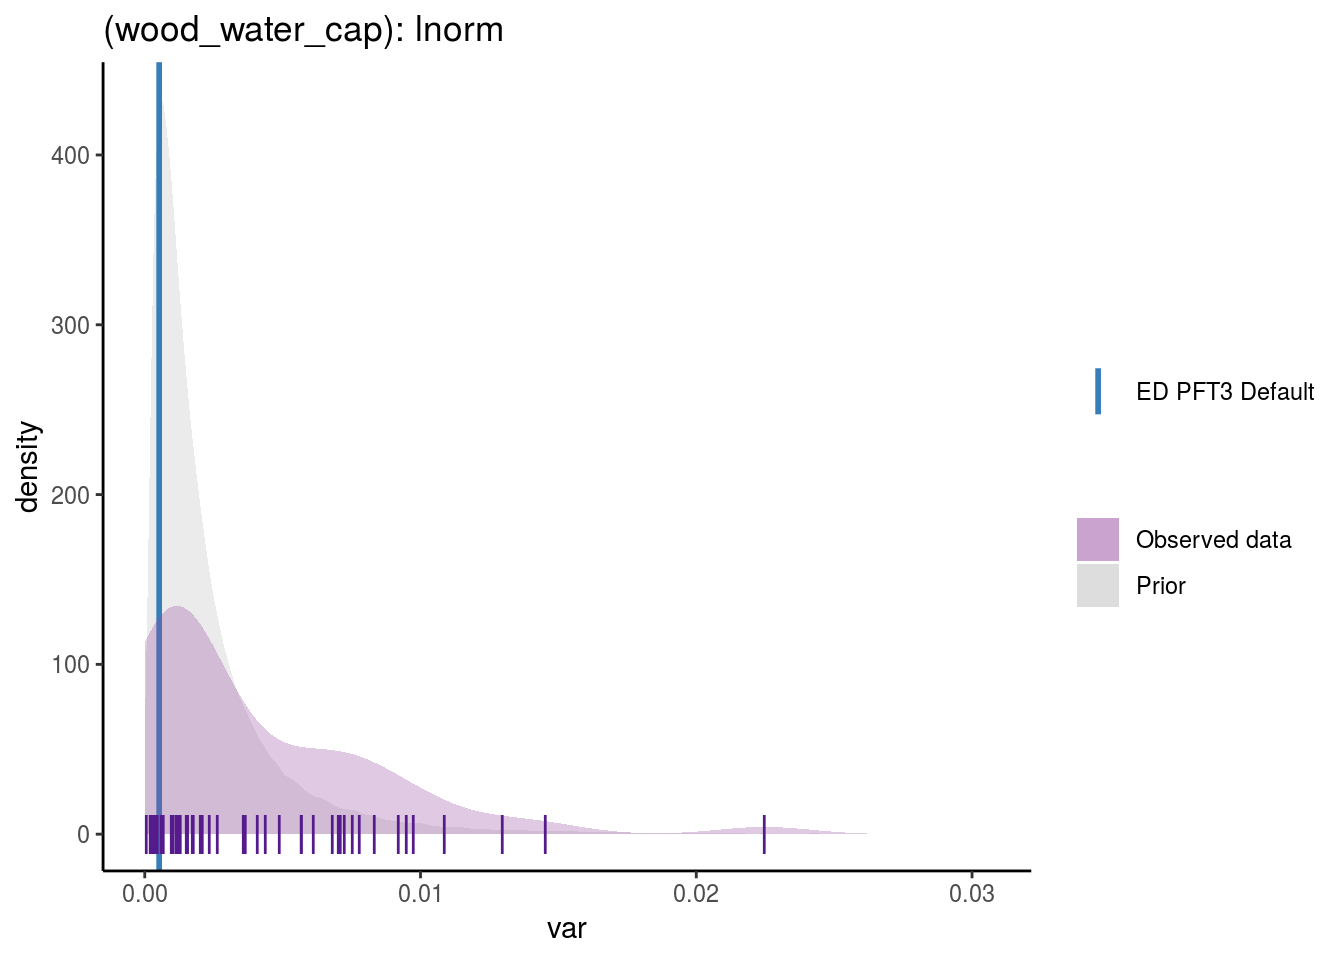 (wood_water_cap): lnorm
400
300
200
100
0
density
0.00
0.01
0.02
0.03
var
ED PFT3 Default
Observed data
Prior